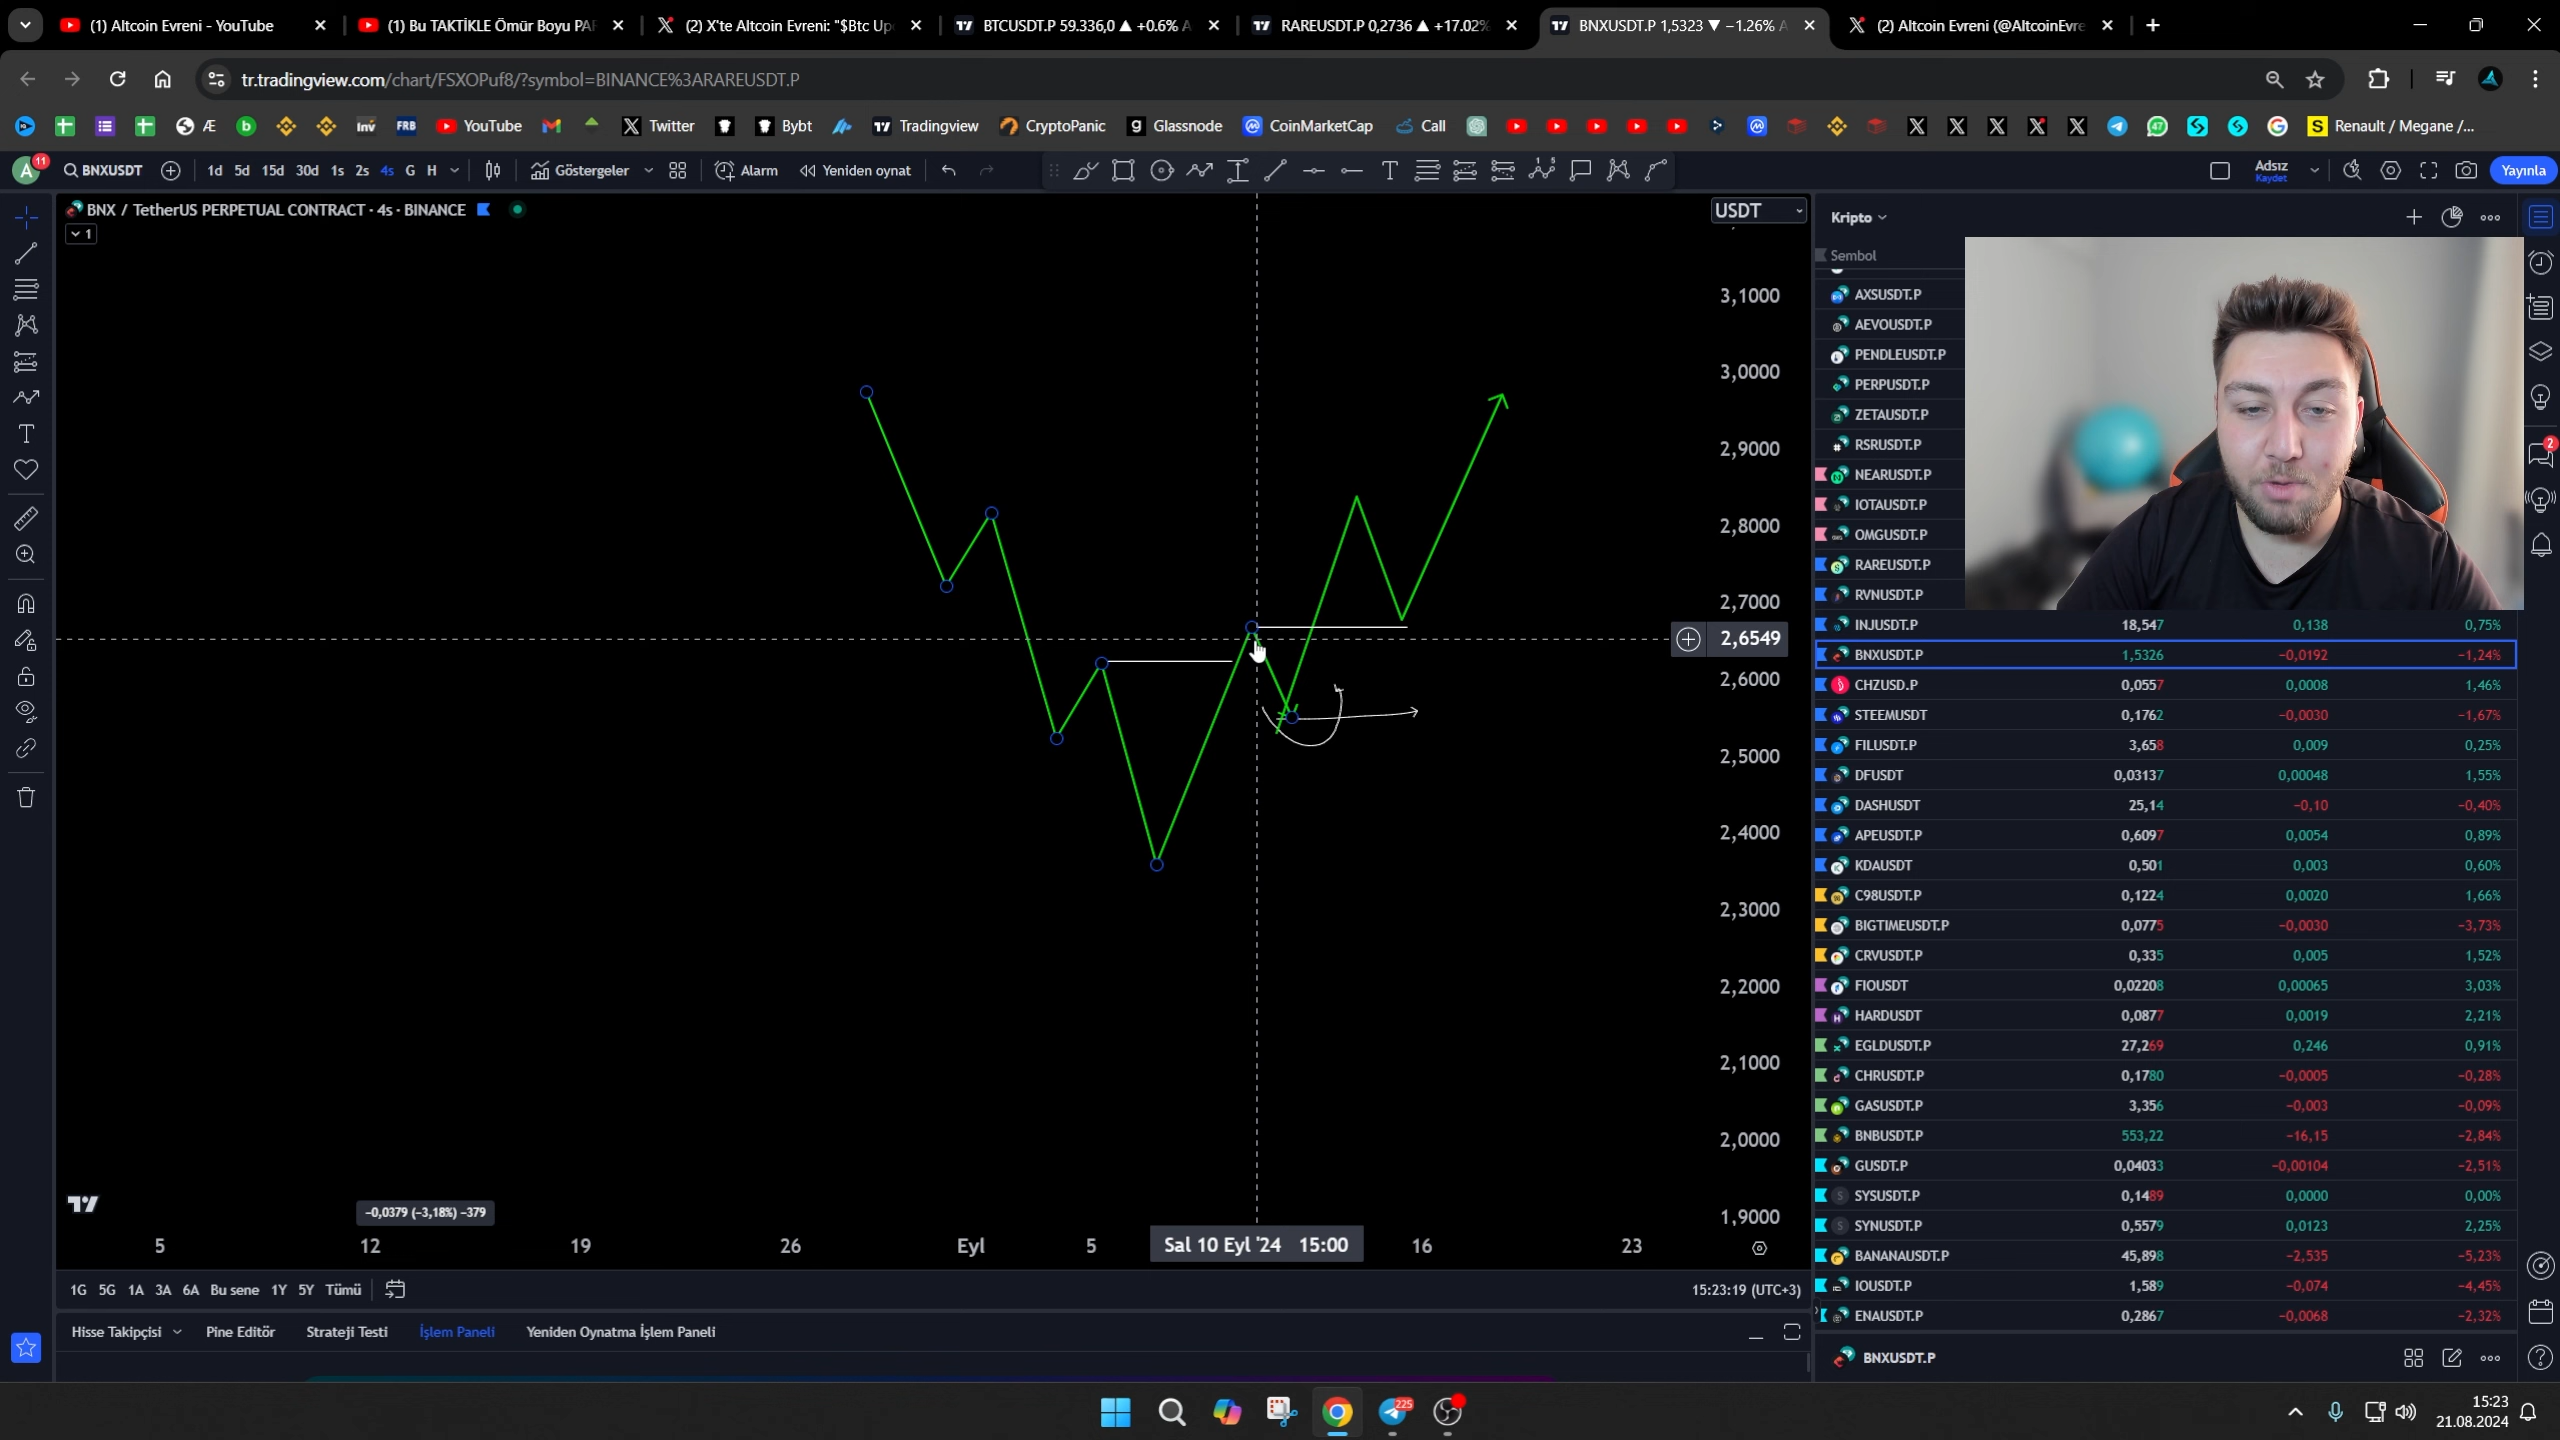 (1) Altcoin Evreni - YouTube
(1) Bu TAKTİKLE Ömür Boyu PAR
(2) X'te Altcoin Evreni: "$Btc Up
BTCUSDT.P 59.336,0 ▲ +0.6% A
RAREUSDT.P 0,2736 ▲ +17.02%
BNXUSDT.P 1,5323 ▼ −1.26% A
(2) Altcoin Evreni (@AltcoinEvre
tr.tradingview.com/chart/FSXOPuf8/?symbol=BINANCE%3ARAREUSDT.P
Æ
inv
FRB
YouTube
Twitter
Bybt
Tradingview
CryptoPanic
Glassnode
CoinMarketCap
Call
Renault / Megane /...
A 11
BNXUSDT
1d 5d 15d 30d 1s 2s 4s G H
Göstergeler
Alarm
Yeniden oynat
Adsız
Kaydet
Yayınla
BNX / TetherUS PERPETUAL CONTRACT · 4s · BINANCE
1
USDT
3,1000
3,0000
2,9000
2,8000
2,7000
2,6549
2,6000
2,5000
2,4000
2,3000
2,2000
2,1000
2,0000
1,9000
−0,0379 (−3,18%) −379
5 12 19 26 Eyl 5 Sal 10 Eyl '24 15:00 16 23
1G 5G 1A 3A 6A Bu sene 1Y 5Y Tümü
15:23:19 (UTC+3)
Hisse Takipçisi
Pine Editör
Strateji Testi
İşlem Paneli
Yeniden Oynatma İşlem Paneli
Kripto
Sembol
AXSUSDT.P
AEVOUSDT.P
PENDLEUSDT.P
PERPUSDT.P
ZETAUSDT.P
RSRUSDT.P
NEARUSDT.P
IOTAUSDT.P
OMGUSDT.P
RAREUSDT.P
RVNUSDT.P
INJUSDT.P 18,547 0,138 0,75%
BNXUSDT.P 1,5326 −0,0192 −1,24%
CHZUSD.P 0,0557 0,0008 1,46%
STEEMUSDT 0,1762 −0,0030 −1,67%
FILUSDT.P 3,658 0,009 0,25%
DFUSDT 0,03137 0,00048 1,55%
DASHUSDT 25,14 −0,10 −0,40%
APEUSDT.P 0,6097 0,0054 0,89%
KDAUSDT 0,501 0,003 0,60%
C98USDT.P 0,1224 0,0020 1,66%
BIGTIMEUSDT.P 0,0775 −0,0030 −3,73%
CRVUSDT.P 0,335 0,005 1,52%
FIOUSDT 0,02208 0,00065 3,03%
HARDUSDT 0,0877 0,0019 2,21%
EGLDUSDT.P 27,269 0,246 0,91%
CHRUSDT.P 0,1780 −0,0005 −0,28%
GASUSDT.P 3,356 −0,003 −0,09%
BNBUSDT.P 553,22 −16,15 −2,84%
GUSDT.P 0,04033 −0,00104 −2,51%
SYSUSDT.P 0,1489 0,0000 0,00%
SYNUSDT.P 0,5579 0,0123 2,25%
BANANAUSDT.P 45,898 −2,535 −5,23%
IOUSDT.P 1,589 −0,074 −4,45%
ENAUSDT.P 0,2867 −0,0068 −2,32%
BNXUSDT.P
2
225
15:23
21.08.2024